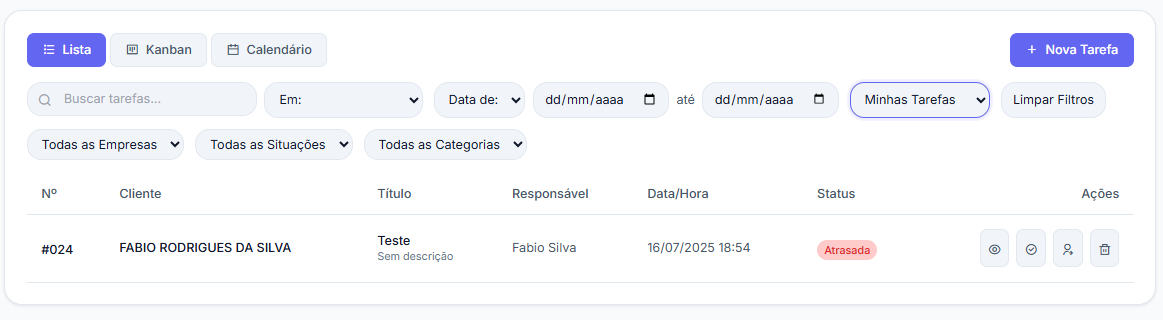 Lista Kanban Calendário + Nova Tarefa
Buscar tarefas... Em: Data de: dd/mm/aaaa até dd/mm/aaaa Minhas Tarefas Limpar Filtros
Todas as Empresas Todas as Situações Todas as Categorias
Nº Cliente Título Responsável Data/Hora Status Ações
#024 FABIO RODRIGUES DA SILVA Teste Fabio Silva 16/07/2025 18:54 Atrasada
Sem descrição